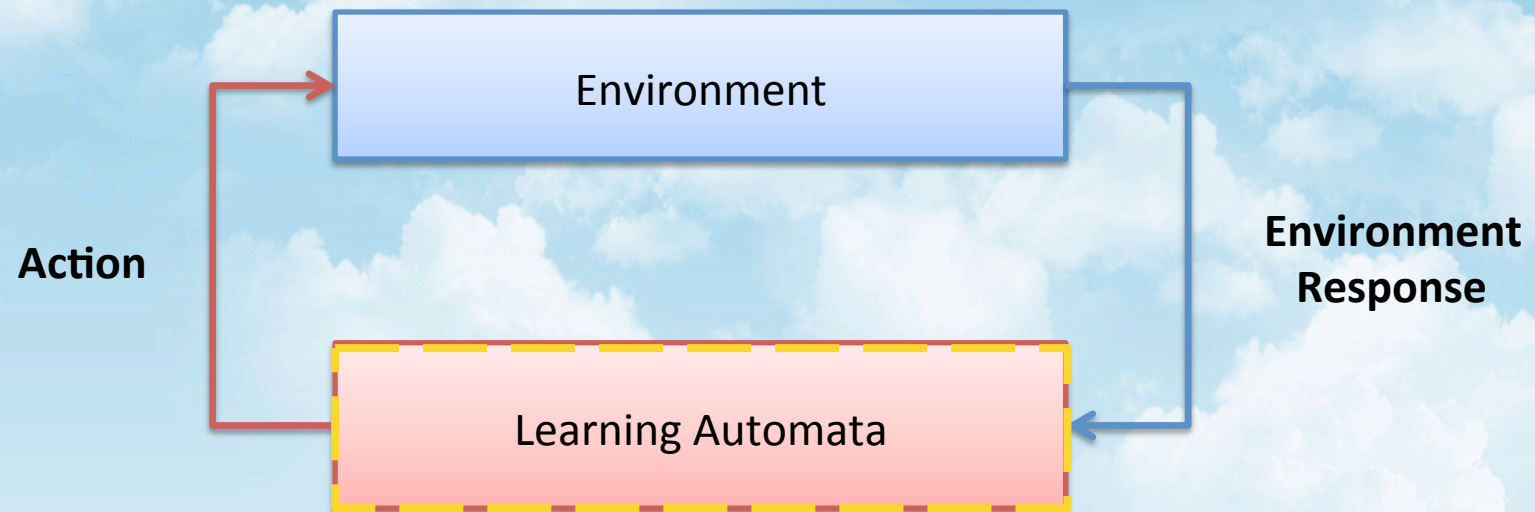 Environment
Action
Environment
Response
Learning Automata